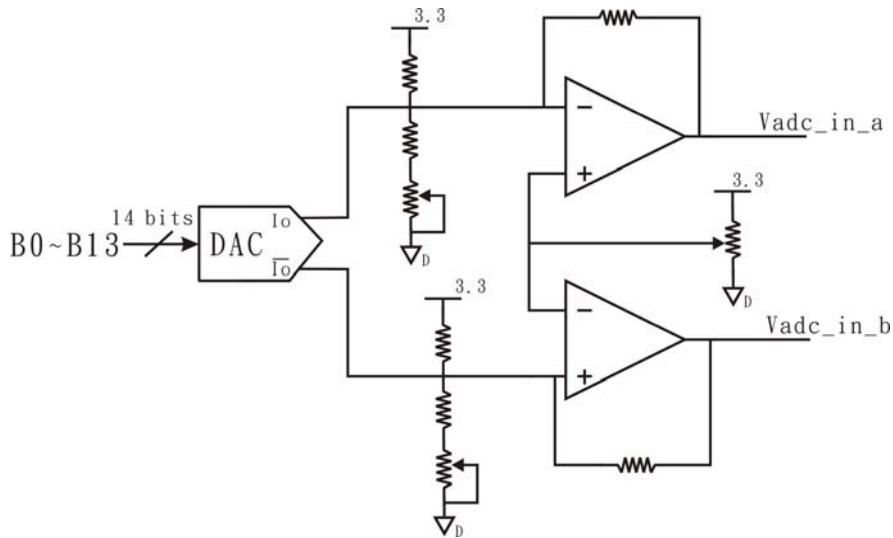 3.3
Vadc_in_a
3.3
14 bits
B0~B13
DAC
Io
Io
D
3.3
D
Vadc_in_b
D
−
+
−
+